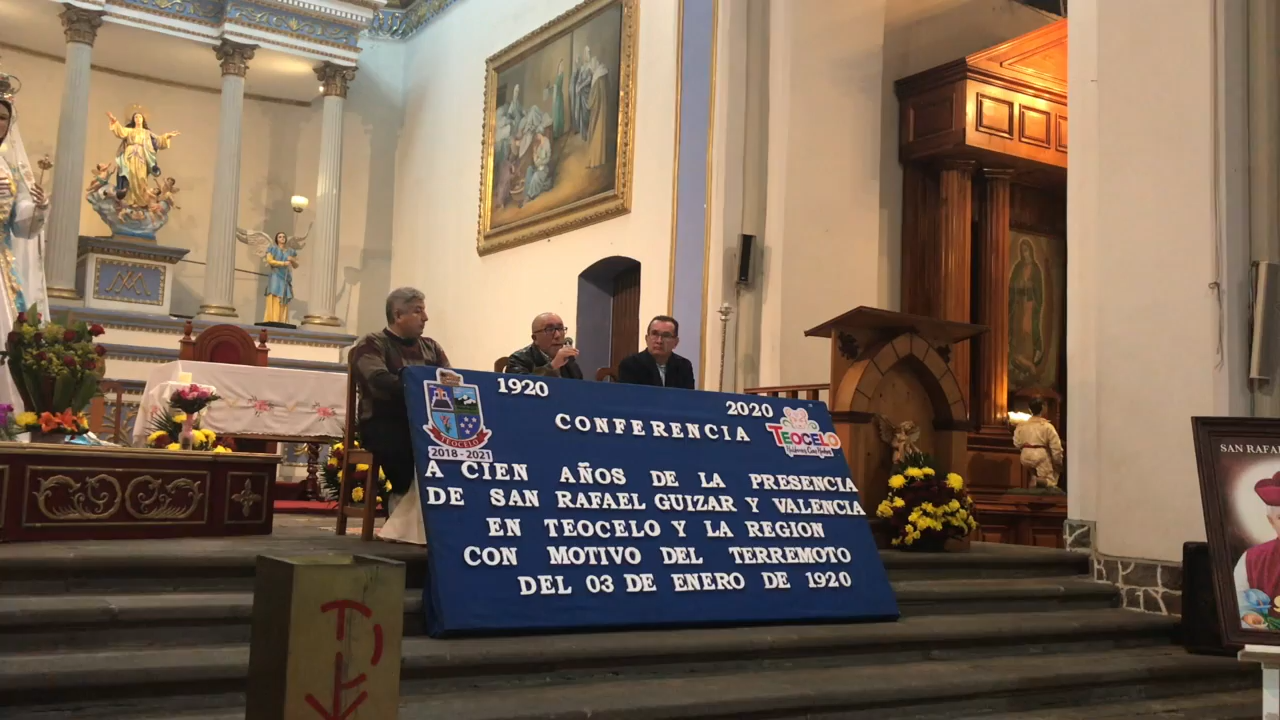 1920
2020
CONFERENCIA
TEOCELO
2018 - 2021
TEOCELO
A CIEN AÑOS DE LA PRESENCIA
DE SAN RAFAEL GUIZAR Y VALENCIA
EN TEOCELO Y LA REGION
CON MOTIVO DEL TERREMOTO
DEL 03 DE ENERO DE 1920
SAN RAFA